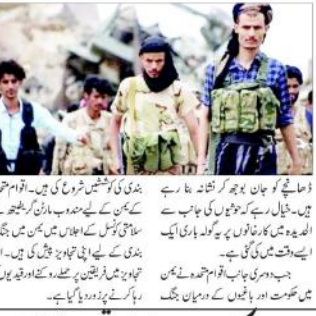 ڈھانچے کو جان بوجھ کر نشانہ بنا رہے
ہیں۔ خیال رہے کہ حوثیوں کی جانب سے
الحدیدہ میں کارخانوں پر یہ گولہ باری ایک
ایسے وقت میں کی گئی ہے۔
جب دوسری جانب اقوام متحدہ نے یمن
میں حکومت اور باغیوں کے درمیان جنگ
بندی کی کوششیں شروع کی ہیں۔ اقوام متحد
کے یمن کے لیے مندوب مارٹن گریفتھ
سلامتی کونسل کے اجلاس میں یمن میں جنگ
بندی کے لیے اپنی تجاویز پیش کی ہیں۔
تجاویز میں فریقین پر حملے روکنے اور قیدیوں
رہا کرنے پر زور دیا گیا ہے۔